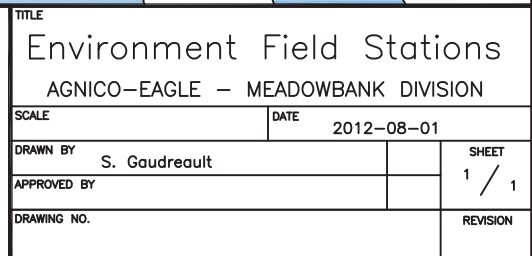 TITLE
Environment Field Stations
AGNICO-EAGLE - MEADOWBANK DIVISION
SCALE
DATE
2012-08-01
DRAWN BY
S. Gaudreault
SHEET
1 / 1
APPROVED BY
DRAWING NO.
REVISION